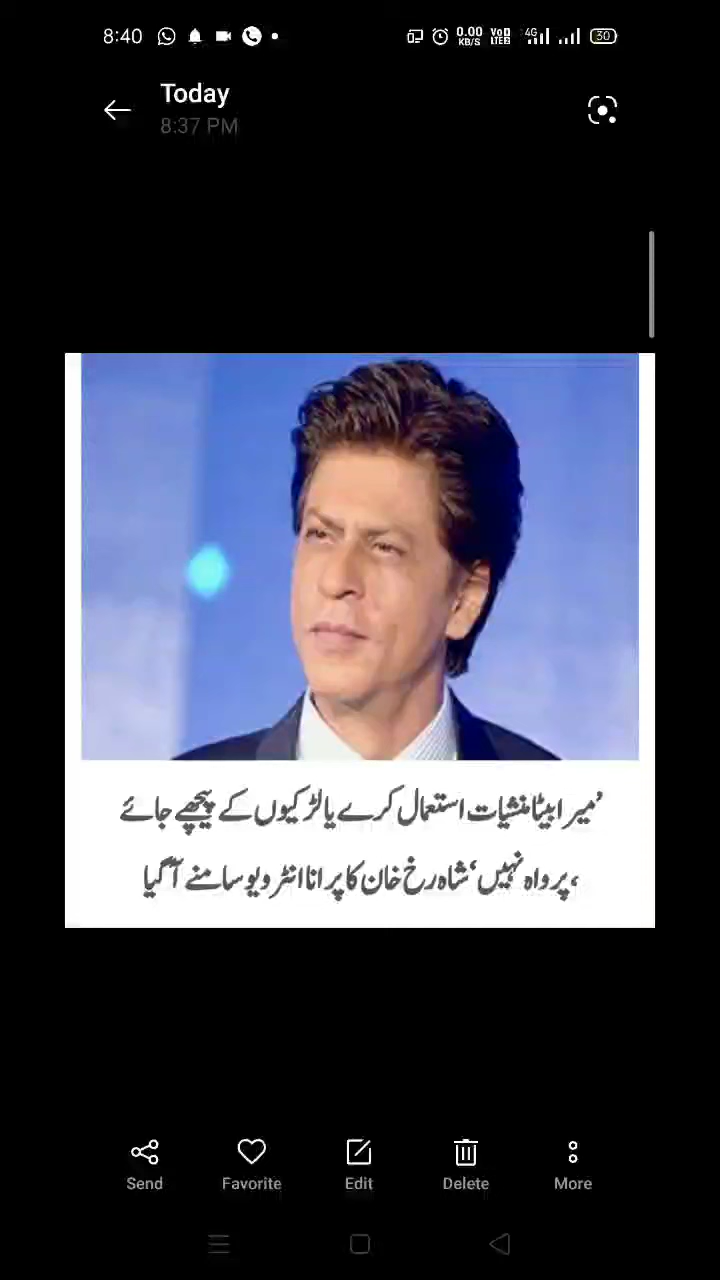 8:40
0.00 KB/S
VoD LTE2
4G
30
Today
8:37 PM
’میرا بیٹا منشیات استعمال کرے یا لڑکیوں کے پیچھے جائے
،پرواہ نہیں‘ شاہ رخ خان کا پرانا انٹرویو سامنے آ گیا
Send
Favorite
Edit
Delete
More